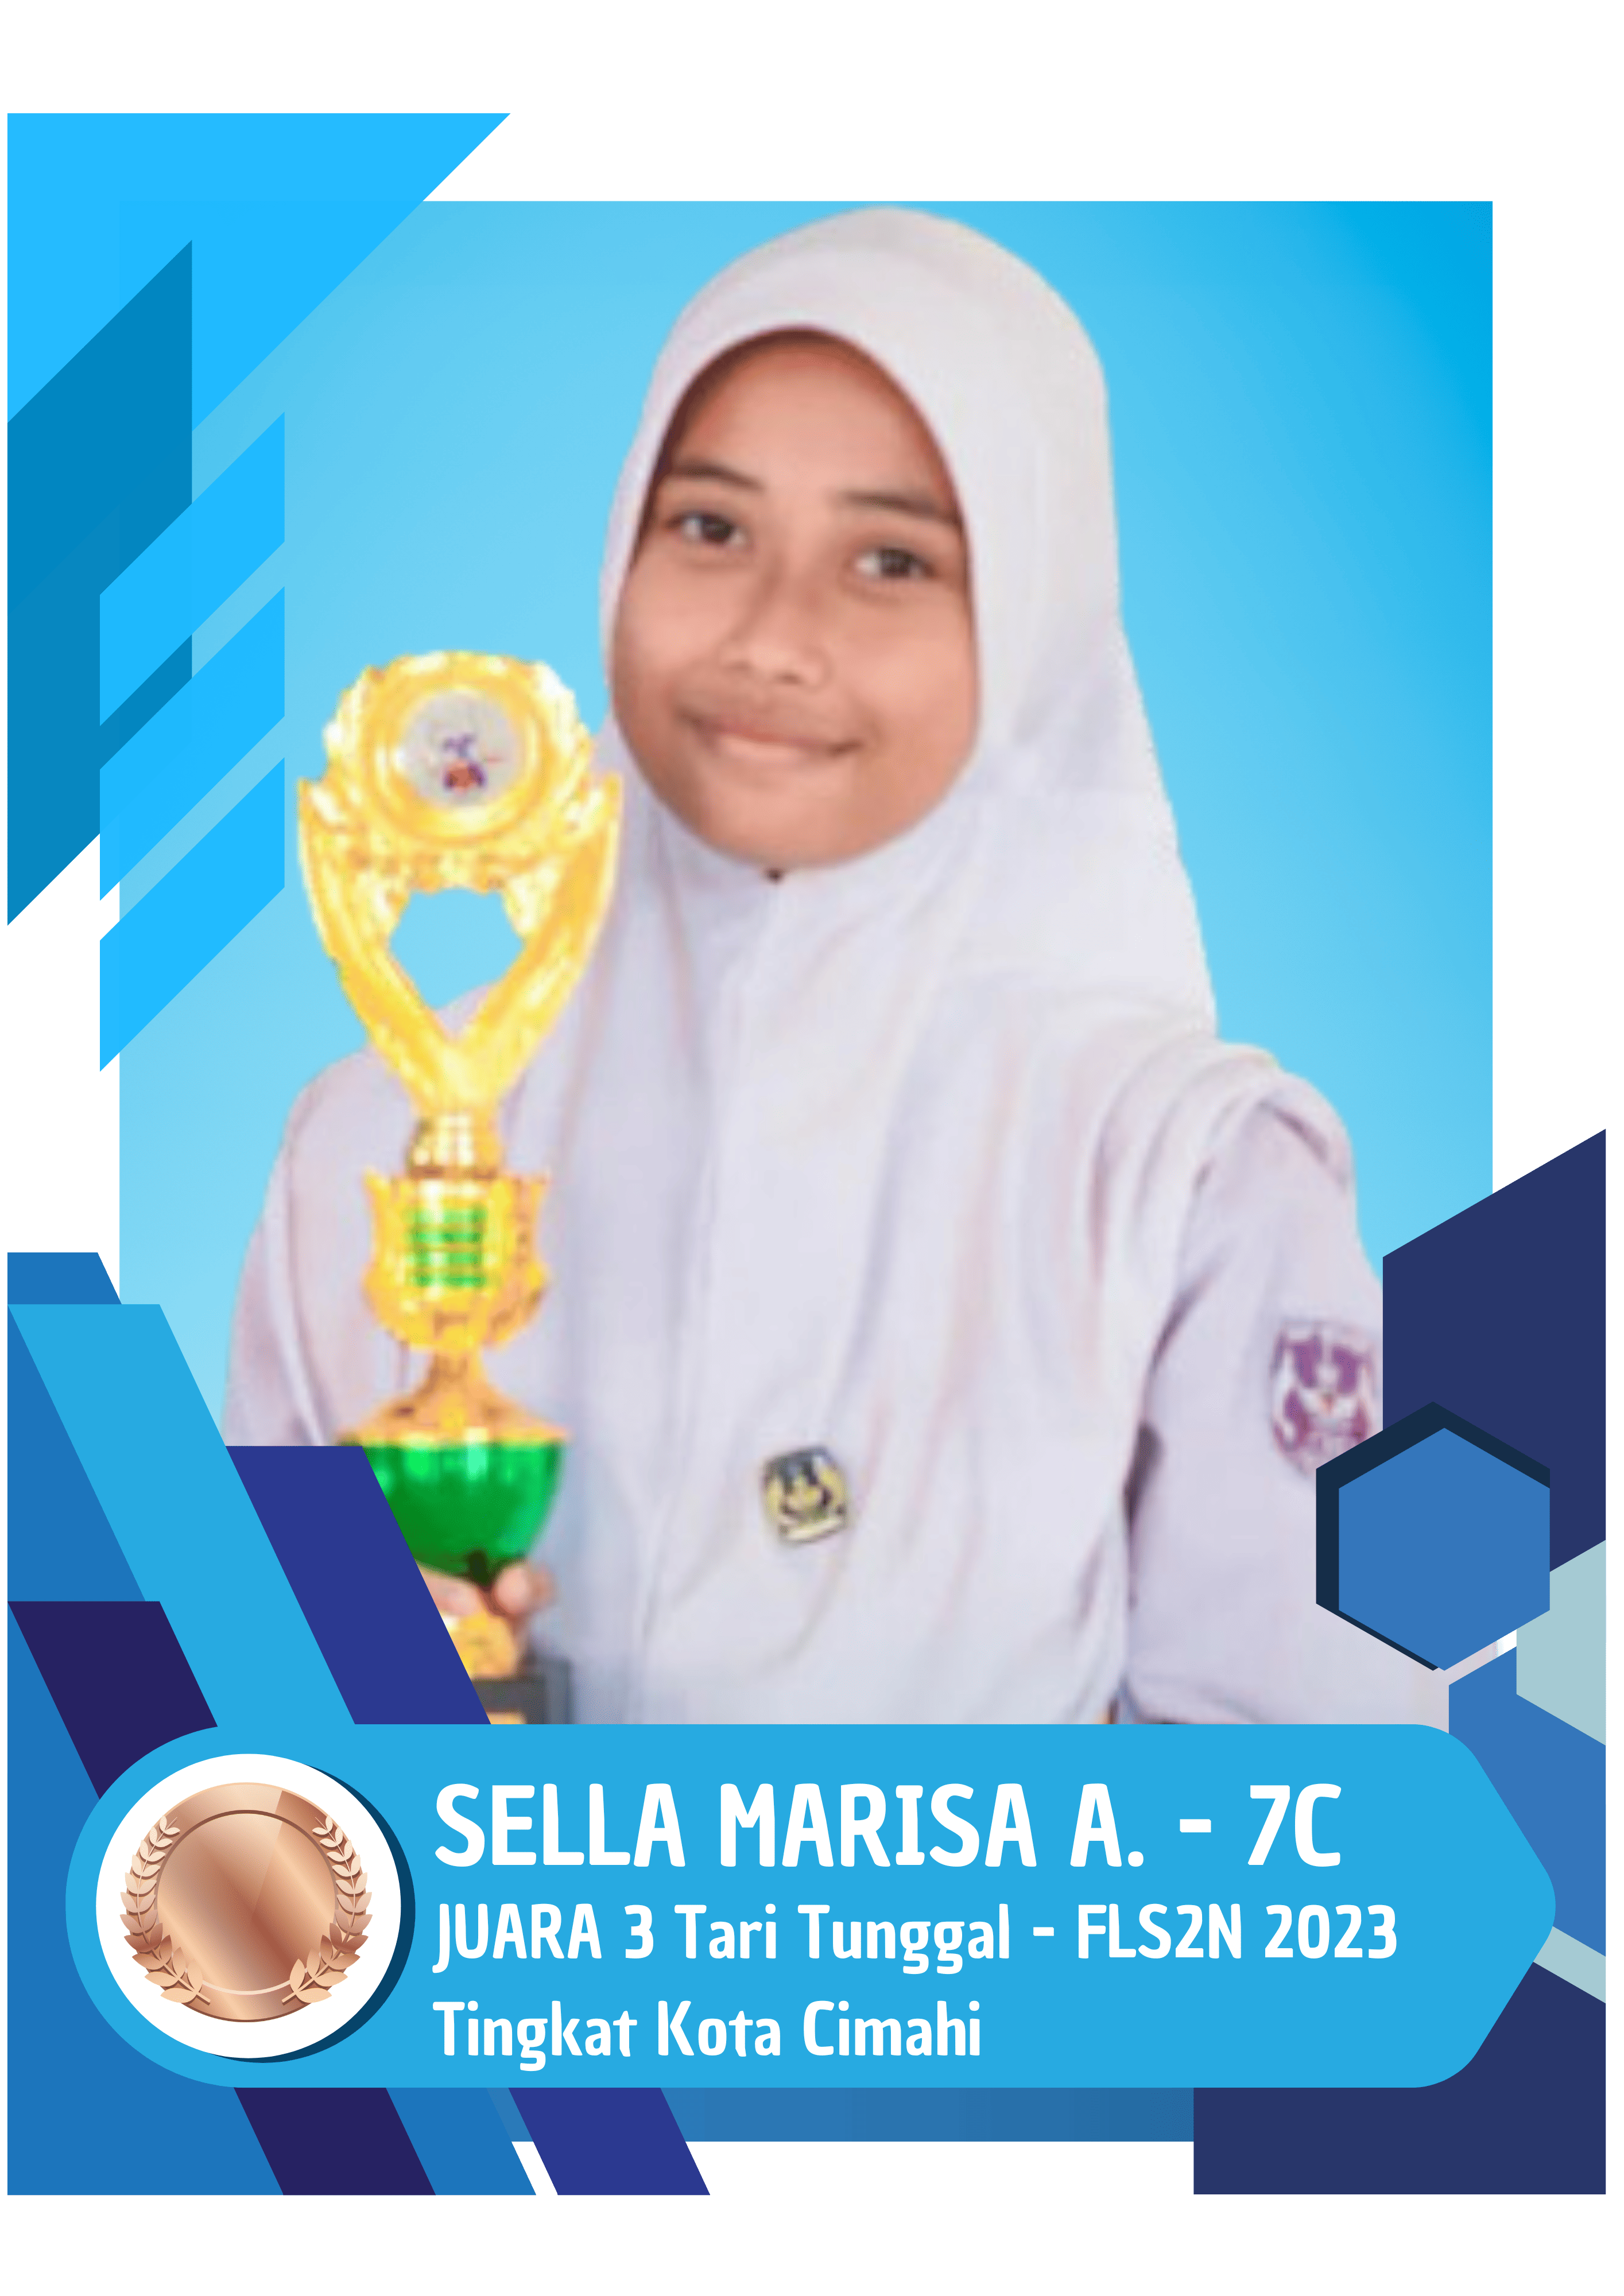 SELLA MARISA A. - 7C
JUARA 3 Tari Tunggal - FLS2N 2023
Tingkat Kota Cimahi